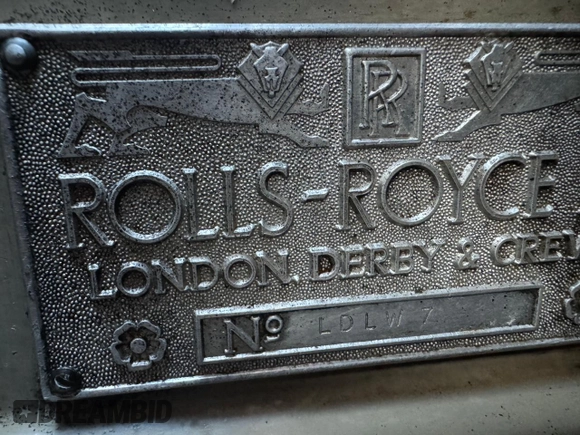 RR
ROLLS-ROYCE
LONDON, DERBY & CREW
Nº LDLW 7
DREAMBID